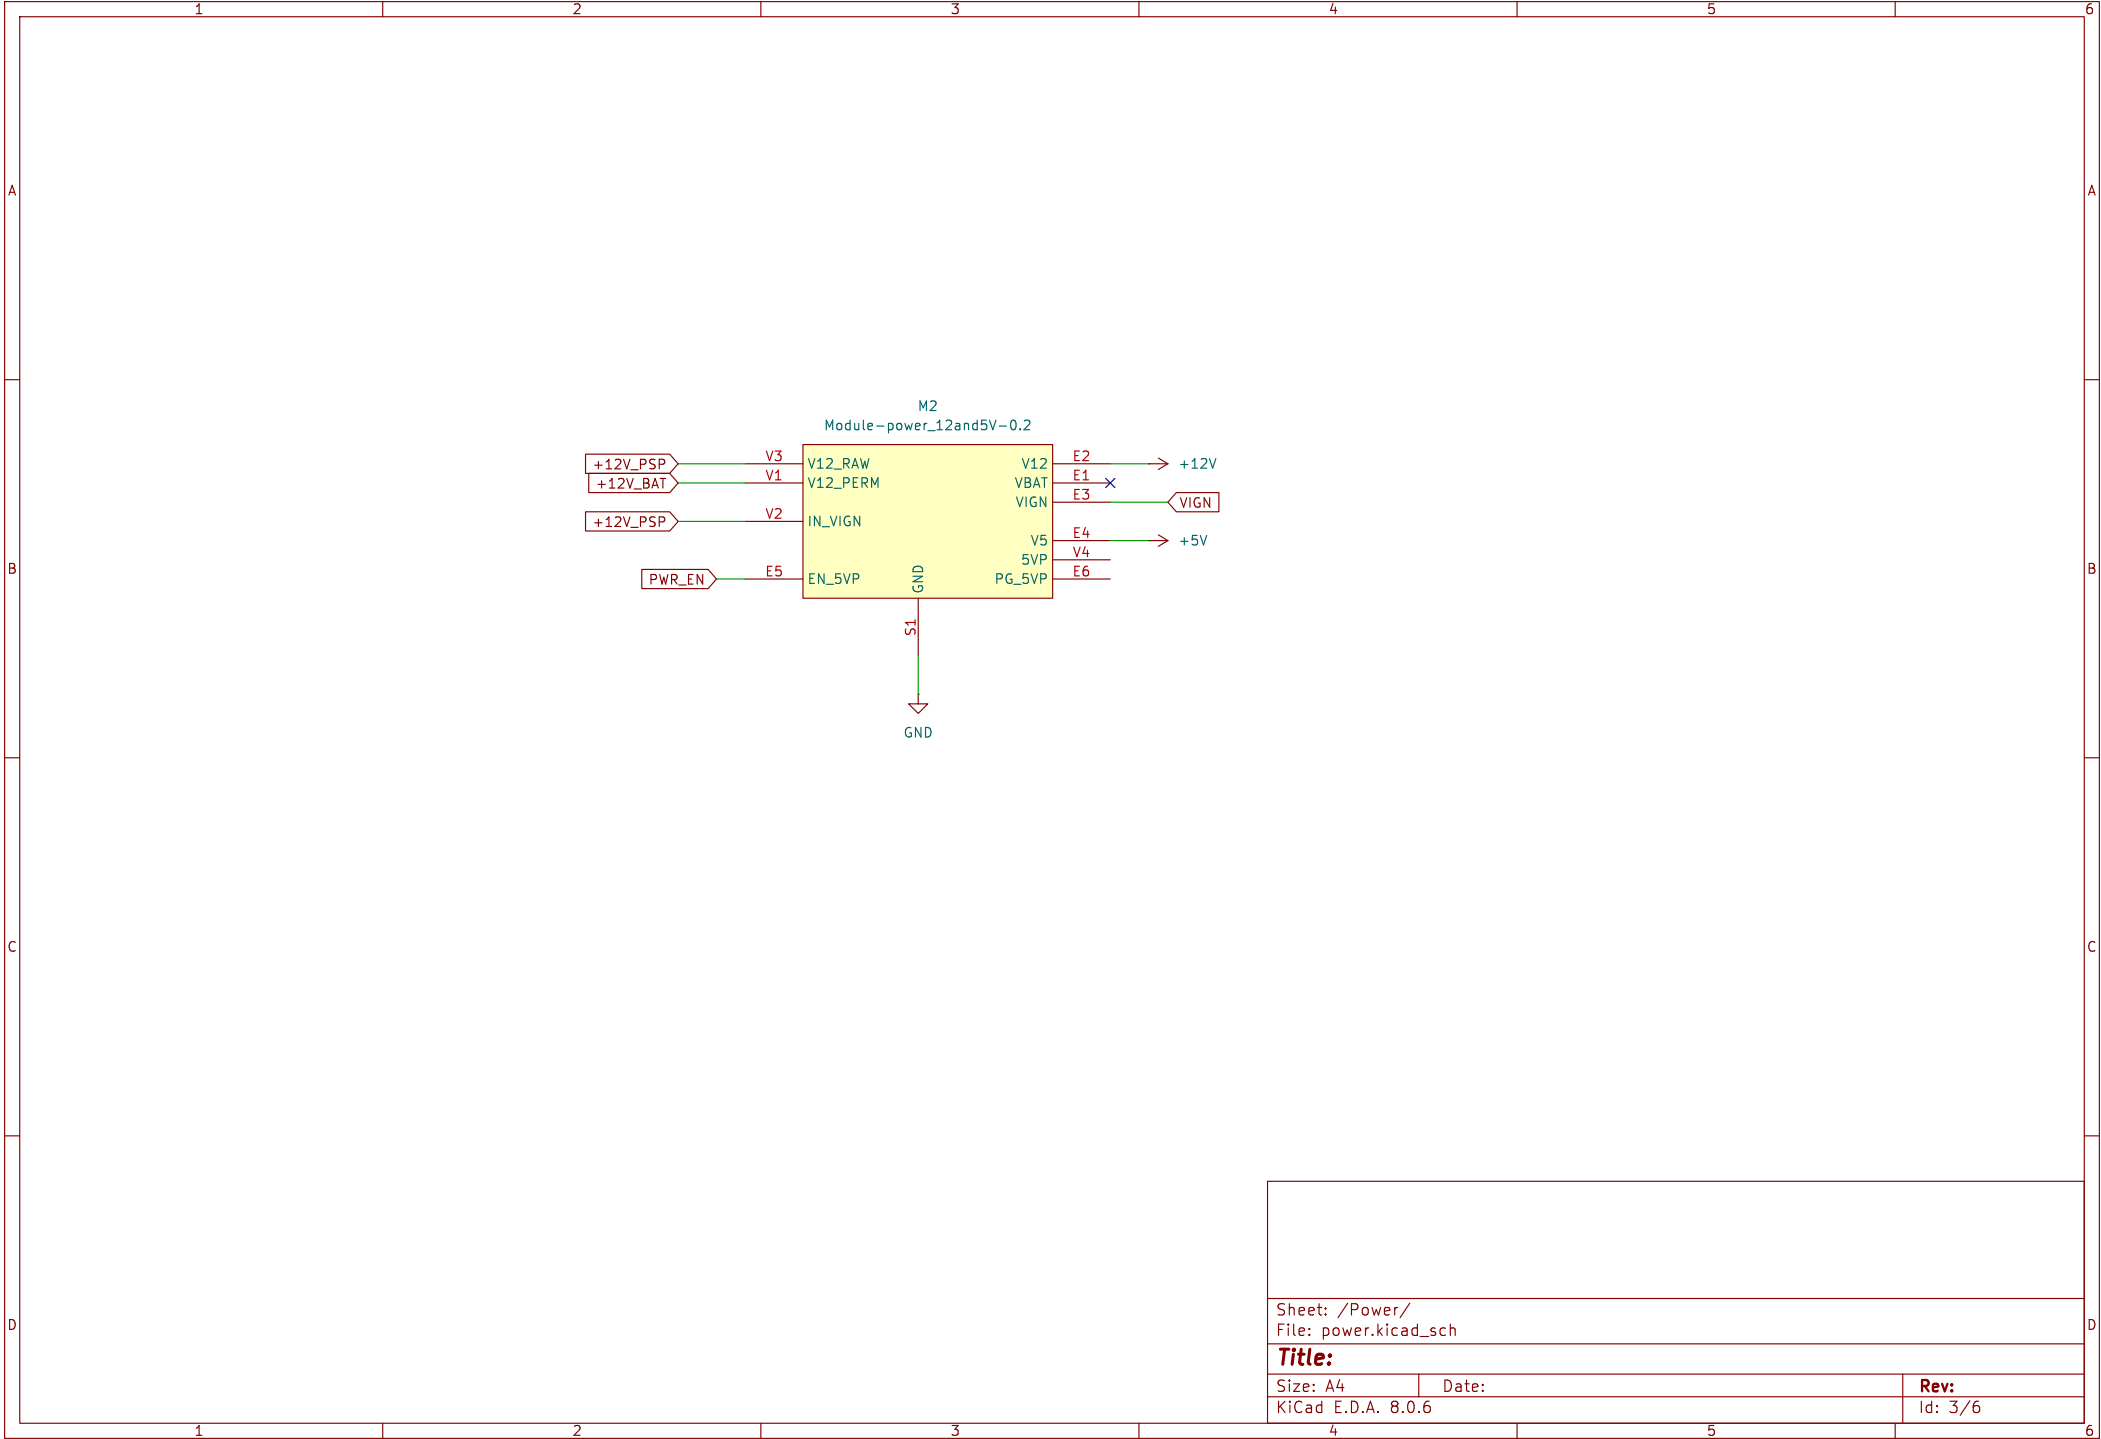 1 2 3 4 5 6
A A
M2
Module-power_12and5V-0.2
+12V_PSP V3 V12_RAW V12 E2 +12V
+12V_BAT V1 V12_PERM VBAT E1
VIGN E3 VIGN
+12V_PSP V2 IN_VIGN
V5 E4 +5V
5VP V4
B B
PWR_EN E5 EN_5VP GND PG_5VP E6
S1
GND
C C
Sheet: /Power/
File: power.kicad_sch
D D
Title:
Size: A4 Date: Rev:
KiCad E.D.A. 8.0.6 Id: 3/6
1 2 3 4 5 6